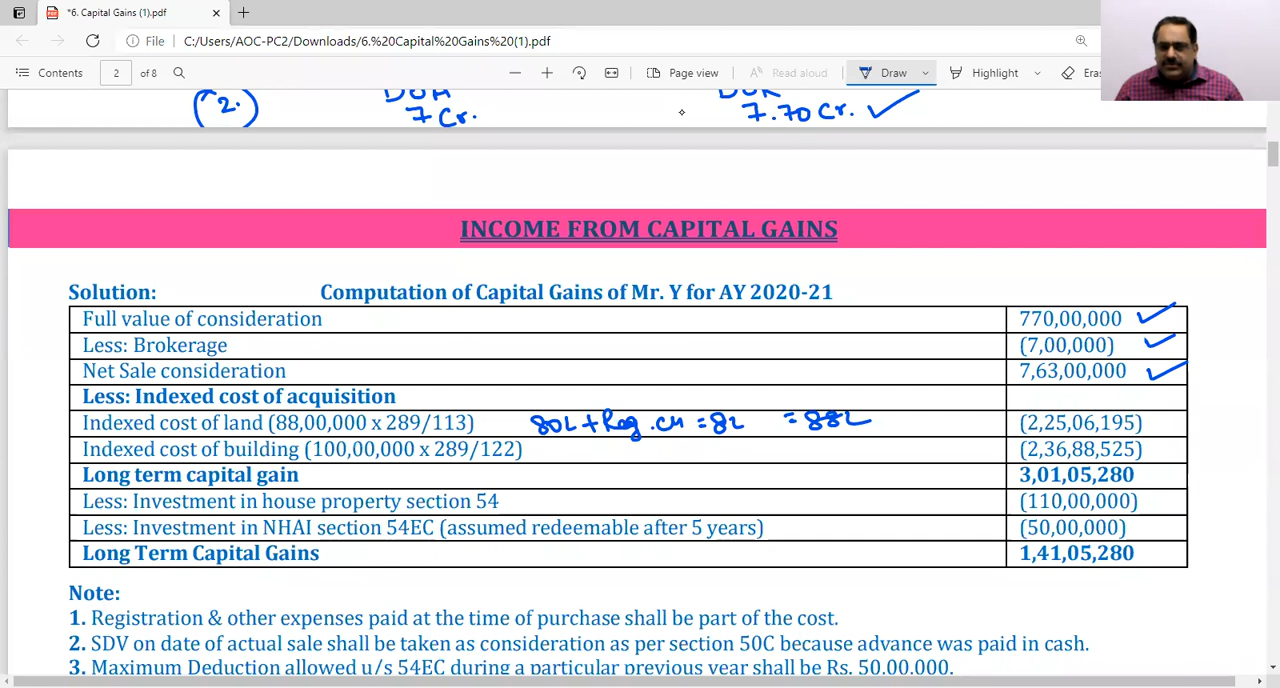 *6. Capital Gains (1).pdf
File C:/Users/AOC-PC2/Downloads/6.%20Capital%20Gains%20(1).pdf
Contents 2 of 8 Page view Read aloud Draw Highlight
(2.) 7 Cr. 7.70 Cr.
INCOME FROM CAPITAL GAINS
Solution: Computation of Capital Gains of Mr. Y for AY 2020-21
Full value of consideration 770,00,000
Less: Brokerage (7,00,000)
Net Sale consideration 7,63,00,000
Less: Indexed cost of acquisition
Indexed cost of land (88,00,000 x 289/113) 80L + Reg. CH = 8L = 88L (2,25,06,195)
Indexed cost of building (100,00,000 x 289/122) (2,36,88,525)
Long term capital gain 3,01,05,280
Less: Investment in house property section 54 (110,00,000)
Less: Investment in NHAI section 54EC (assumed redeemable after 5 years) (50,00,000)
Long Term Capital Gains 1,41,05,280
Note:
1. Registration & other expenses paid at the time of purchase shall be part of the cost.
2. SDV on date of actual sale shall be taken as consideration as per section 50C because advance was paid in cash.
3. Maximum Deduction allowed u/s 54EC during a particular previous year shall be Rs. 50,00,000.